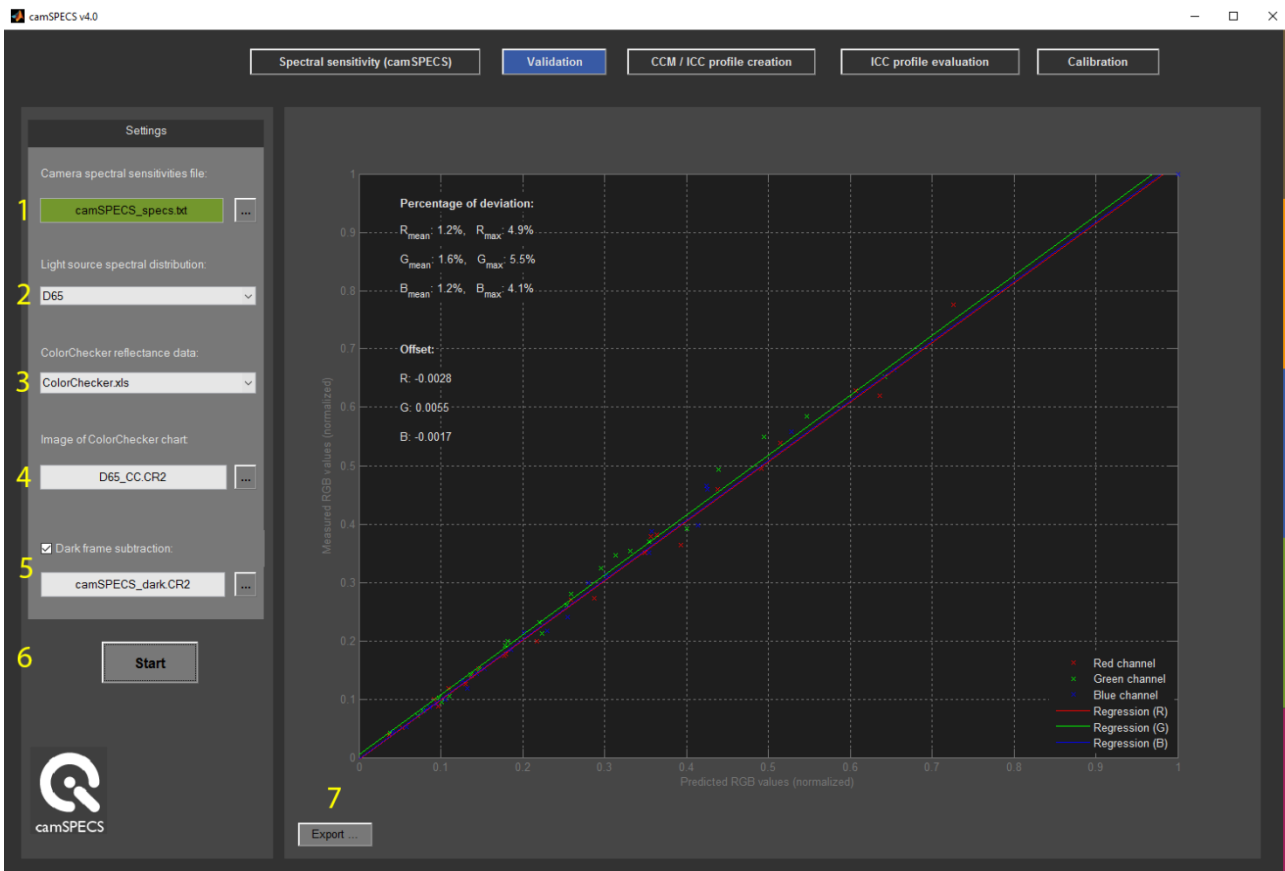 camSPECS v4.0
Spectral sensitivity (camSPECS)
Validation
CCM / ICC profile creation
ICC profile evaluation
Calibration
Settings
Camera spectral sensitivities file:
1
camSPECS_specs.txt
...
Light source spectral distribution:
2
D65
ColorChecker reflectance data:
3
ColorChecker.xls
Image of ColorChecker chart:
4
D65_CC.CR2
...
Dark frame subtraction:
5
camSPECS_dark.CR2
...
6
Start
camSPECS
Percentage of deviation:
Rmean: 1.2%, Rmax: 4.9%
Gmean: 1.6%, Gmax: 5.5%
Bmean: 1.2%, Bmax: 4.1%
Offset:
R: -0.0028
G: 0.0055
B: -0.0017
Measured RGB values (normalized)
1
0.9
0.8
0.7
0.6
0.5
0.4
0.3
0.2
0.1
0
0 0.1 0.2 0.3 0.4 0.5 0.6 0.7 0.8 0.9 1
Predicted RGB values (normalized)
Red channel
Green channel
Blue channel
Regression (R)
Regression (G)
Regression (B)
7
Export ...